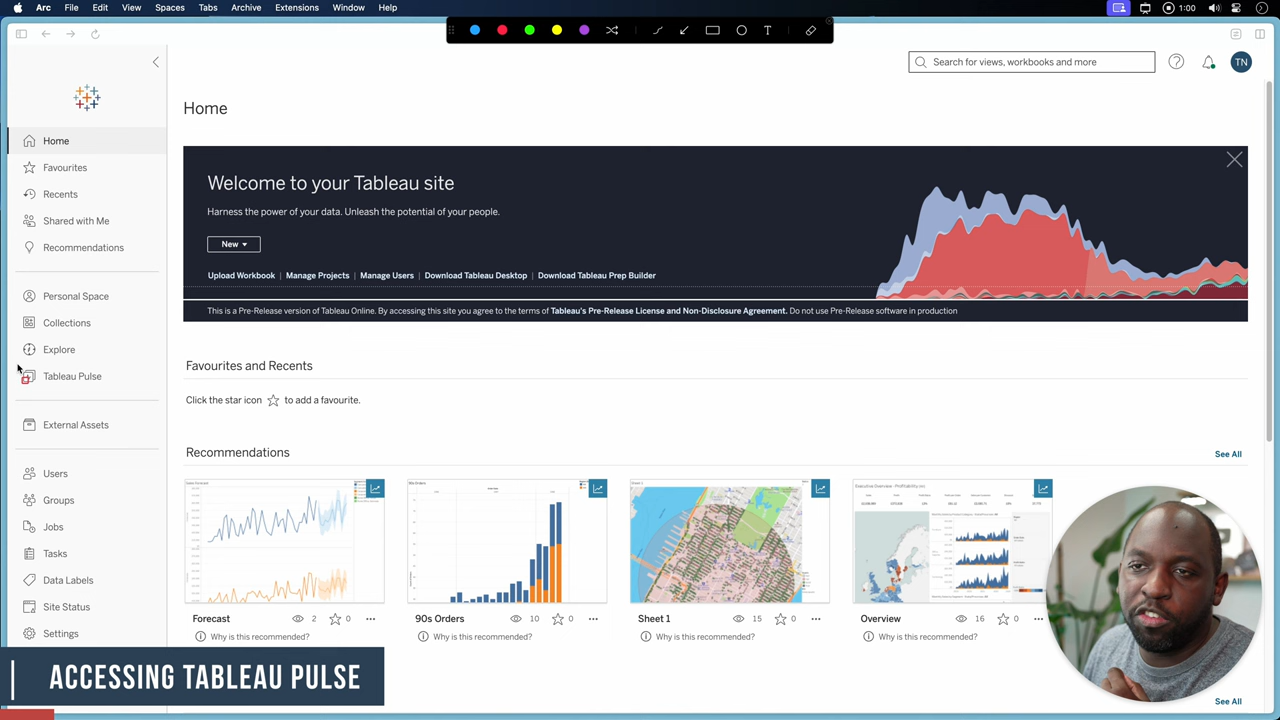 Arc File Edit View Spaces Tabs Archive Extensions Window Help 1:00
T
Search for views, workbooks and more
TN
Home
Favourites
Recents
Shared with Me
Recommendations
Personal Space
Collections
Explore
Tableau Pulse
External Assets
Users
Groups
Jobs
Tasks
Data Labels
Site Status
Settings
Home
Welcome to your Tableau site
Harness the power of your data. Unleash the potential of your people.
New
Upload Workbook | Manage Projects | Manage Users | Download Tableau Desktop | Download Tableau Prep Builder
This is a Pre-Release version of Tableau Online. By accessing this site you agree to the terms of Tableau's Pre-Release License and Non-Disclosure Agreement. Do not use Pre-Release software in production
Favourites and Recents
Click the star icon to add a favourite.
Recommendations
See All
Executive Overview - Profitability (All)
Forecast 2 0
Why is this recommended?
90s Orders 10 0
Why is this recommended?
Sheet 1 15 0
Why is this recommended?
Overview 16 0
Why is this recommended?
See All
ACCESSING TABLEAU PULSE